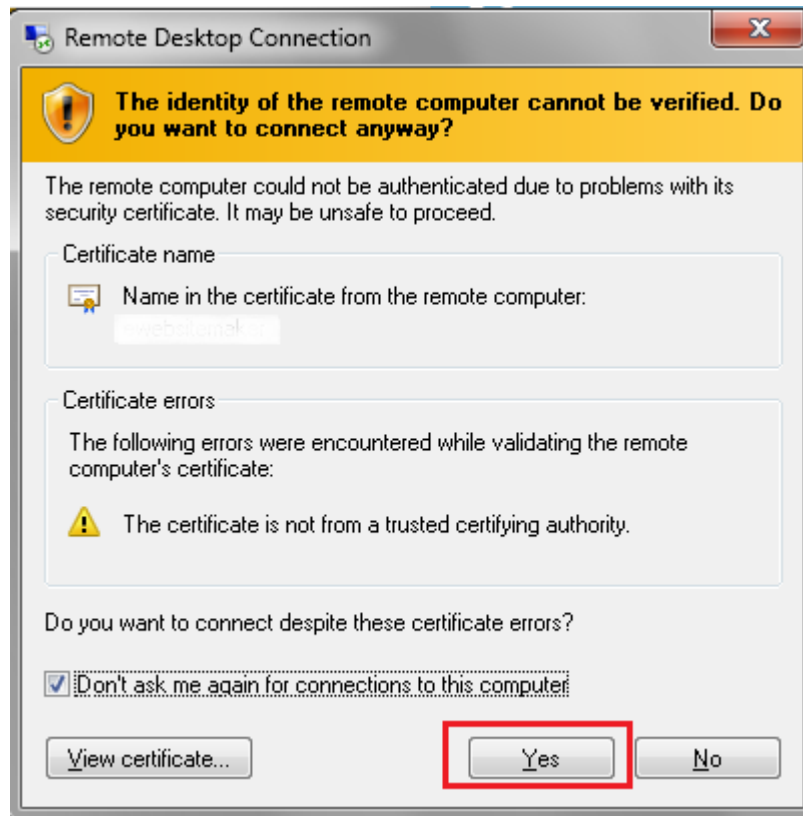 Remote Desktop Connection
The identity of the remote computer cannot be verified. Do
you want to connect anyway?
The remote computer could not be authenticated due to problems with its
security certificate. It may be unsafe to proceed.
Certificate name
Name in the certificate from the remote computer:
Certificate errors
The following errors were encountered while validating the remote
computer's certificate:
The certificate is not from a trusted certifying authority.
Do you want to connect despite these certificate errors?
Don't ask me again for connections to this computer
View certificate... Yes No